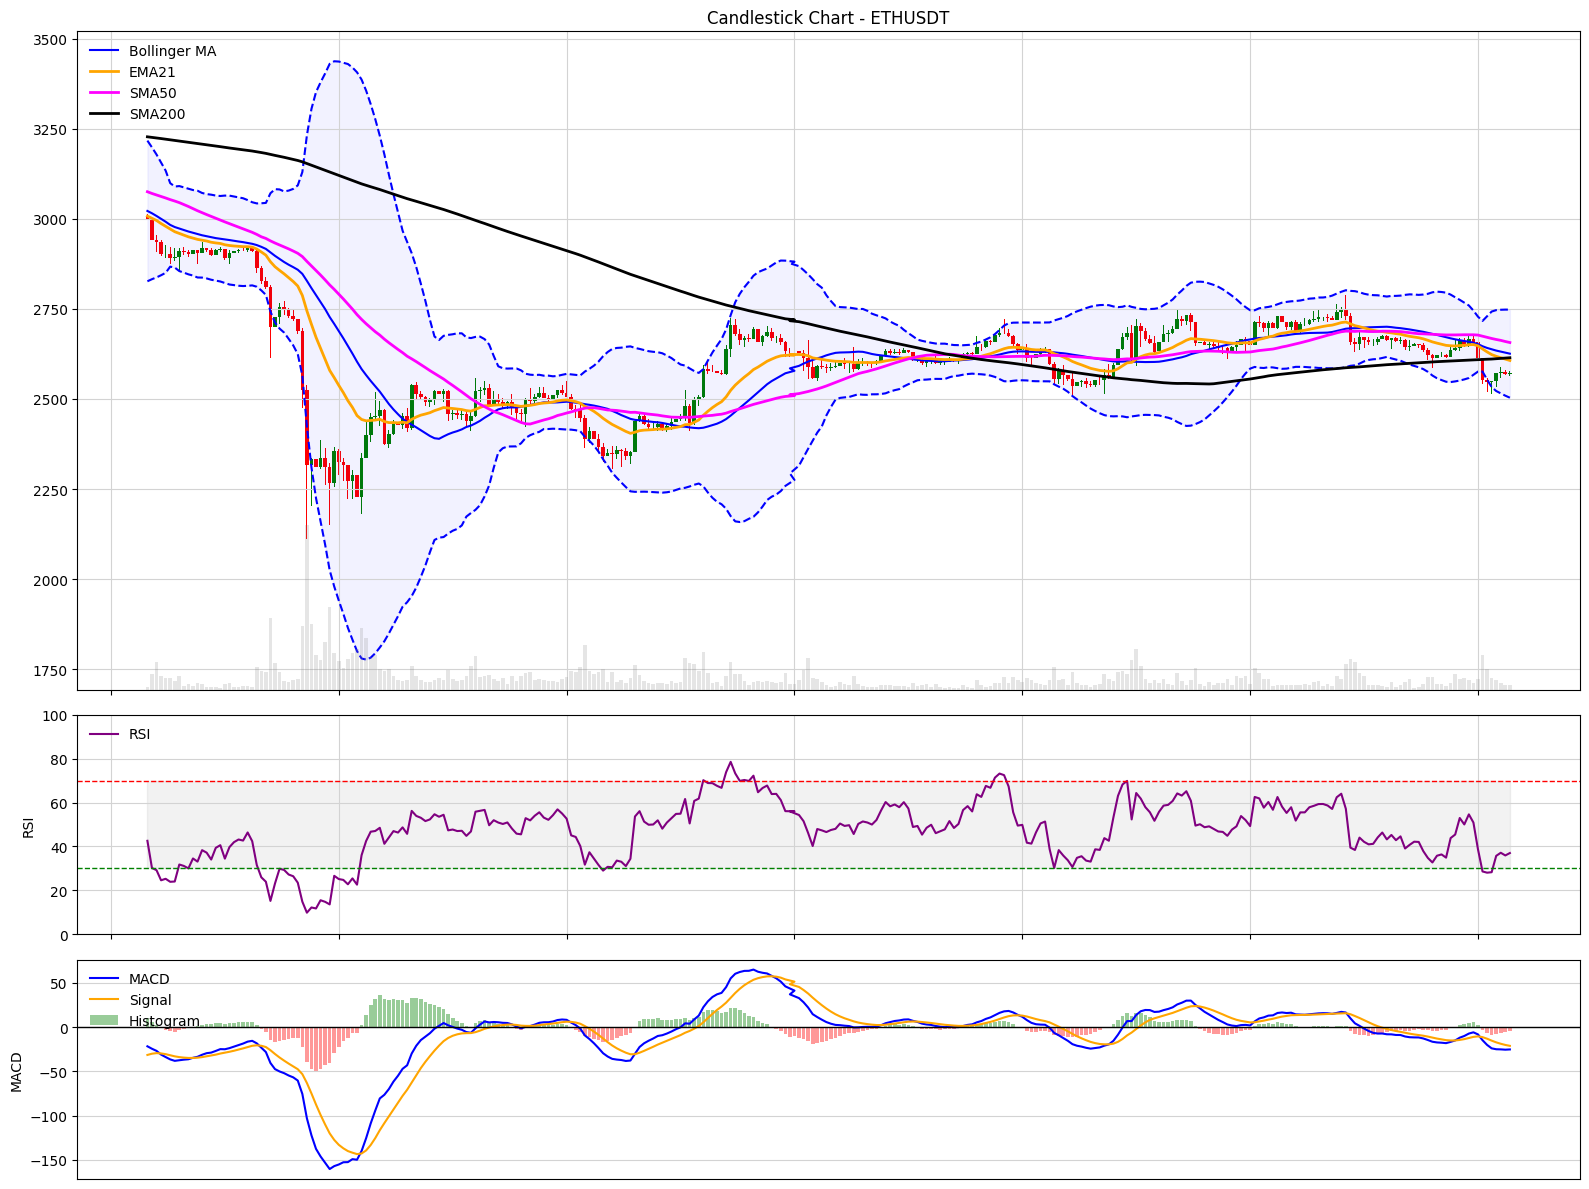 Candlestick Chart - ETHUSDT
Bollinger MA
EMA21
SMA50
SMA200
3500
3250
3000
2750
2500
2250
2000
1750
RSI
RSI
100
80
60
40
20
0
MACD
Signal
Histogram
MACD
50
0
−50
−100
−150